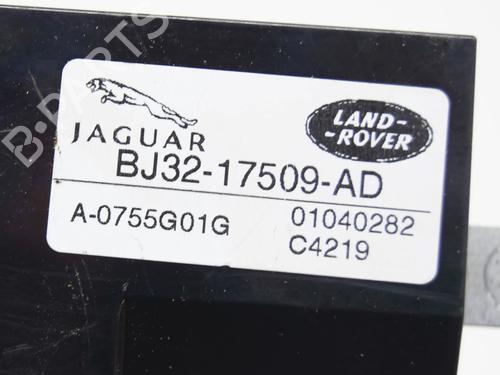 JAGUAR
LAND-
-ROVER
BJ32-17509-AD
A-0755G01G
01040282
C4219
B-PARTS